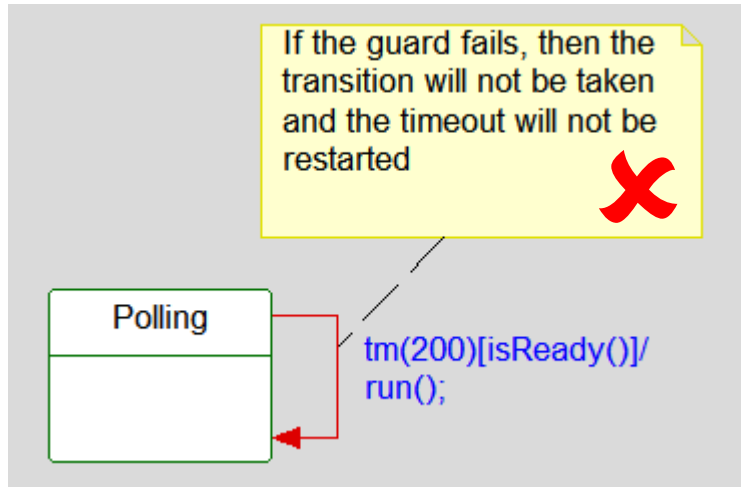 If the guard fails, then the
transition will not be taken
and the timeout will not be
restarted
Polling
tm(200)[isReady()]/
run();